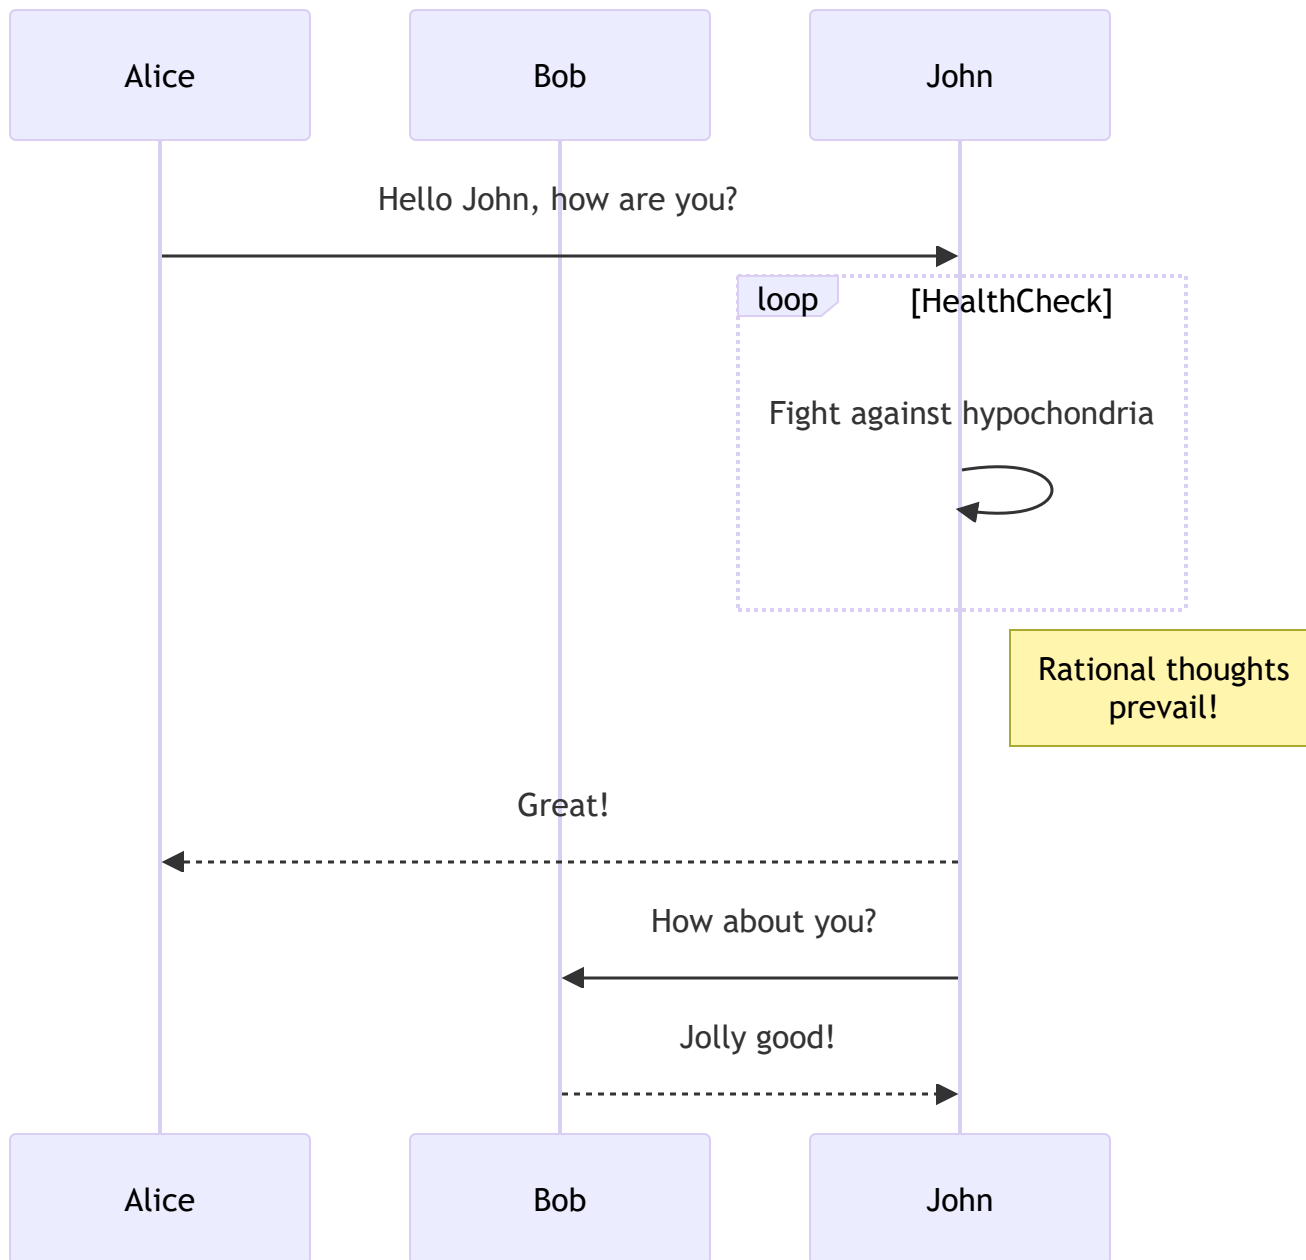 Alice
Bob
John
Hello John, how are you?
loop
[HealthCheck]
Fight against hypochondria
Rational thoughts
prevail!
Great!
How about you?
Jolly good!
Alice
Bob
John